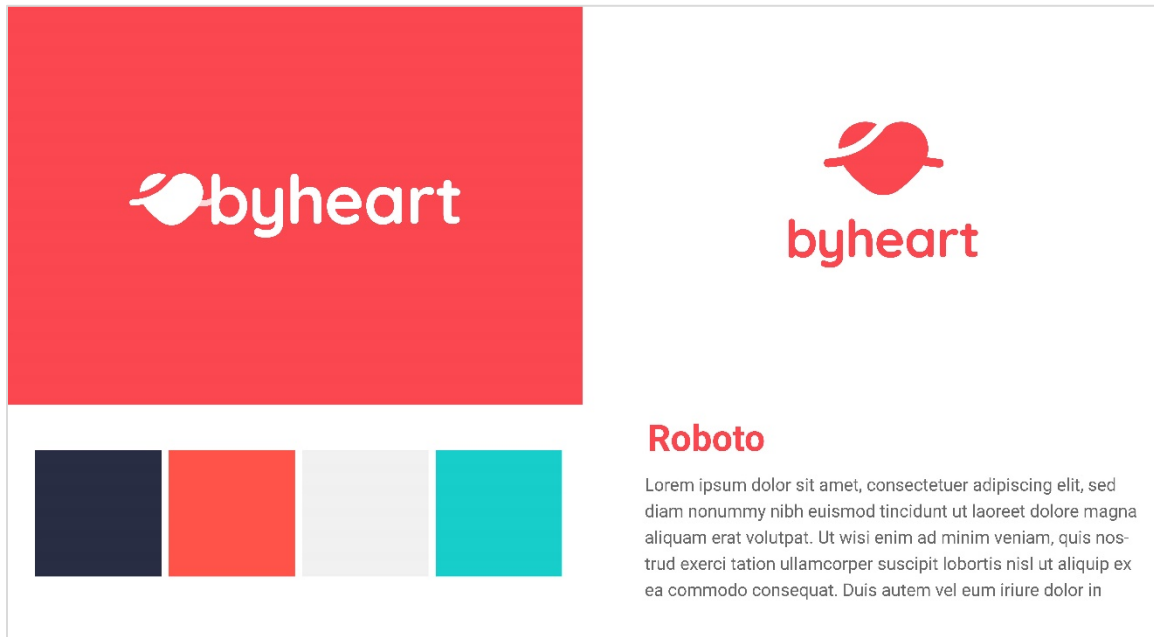 byheart
byheart
Roboto
Lorem ipsum dolor sit amet, consectetuer adipiscing elit, sed
diam nonummy nibh euismod tincidunt ut laoreet dolore magna
aliquam erat volutpat. Ut wisi enim ad minim veniam, quis nos-
trud exerci tation ullamcorper suscipit lobortis nisl ut aliquip ex
ea commodo consequat. Duis autem vel eum iriure dolor in